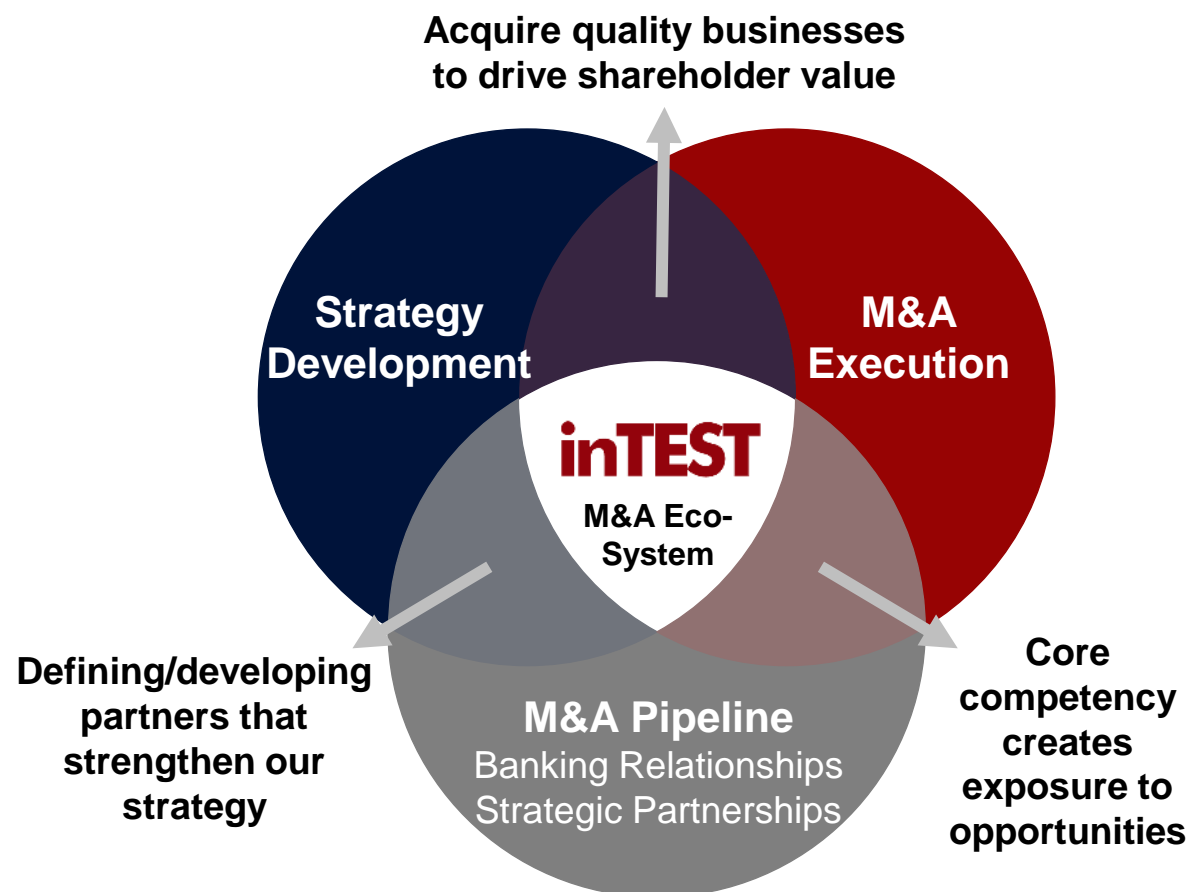 Acquire quality businesses
to drive shareholder value
Strategy
Development
M&A
Execution
inTEST
M&A Eco-
System
Defining/developing
partners that
strengthen our
strategy
M&A Pipeline
Banking Relationships
Strategic Partnerships
Core
competency
creates
exposure to
opportunities